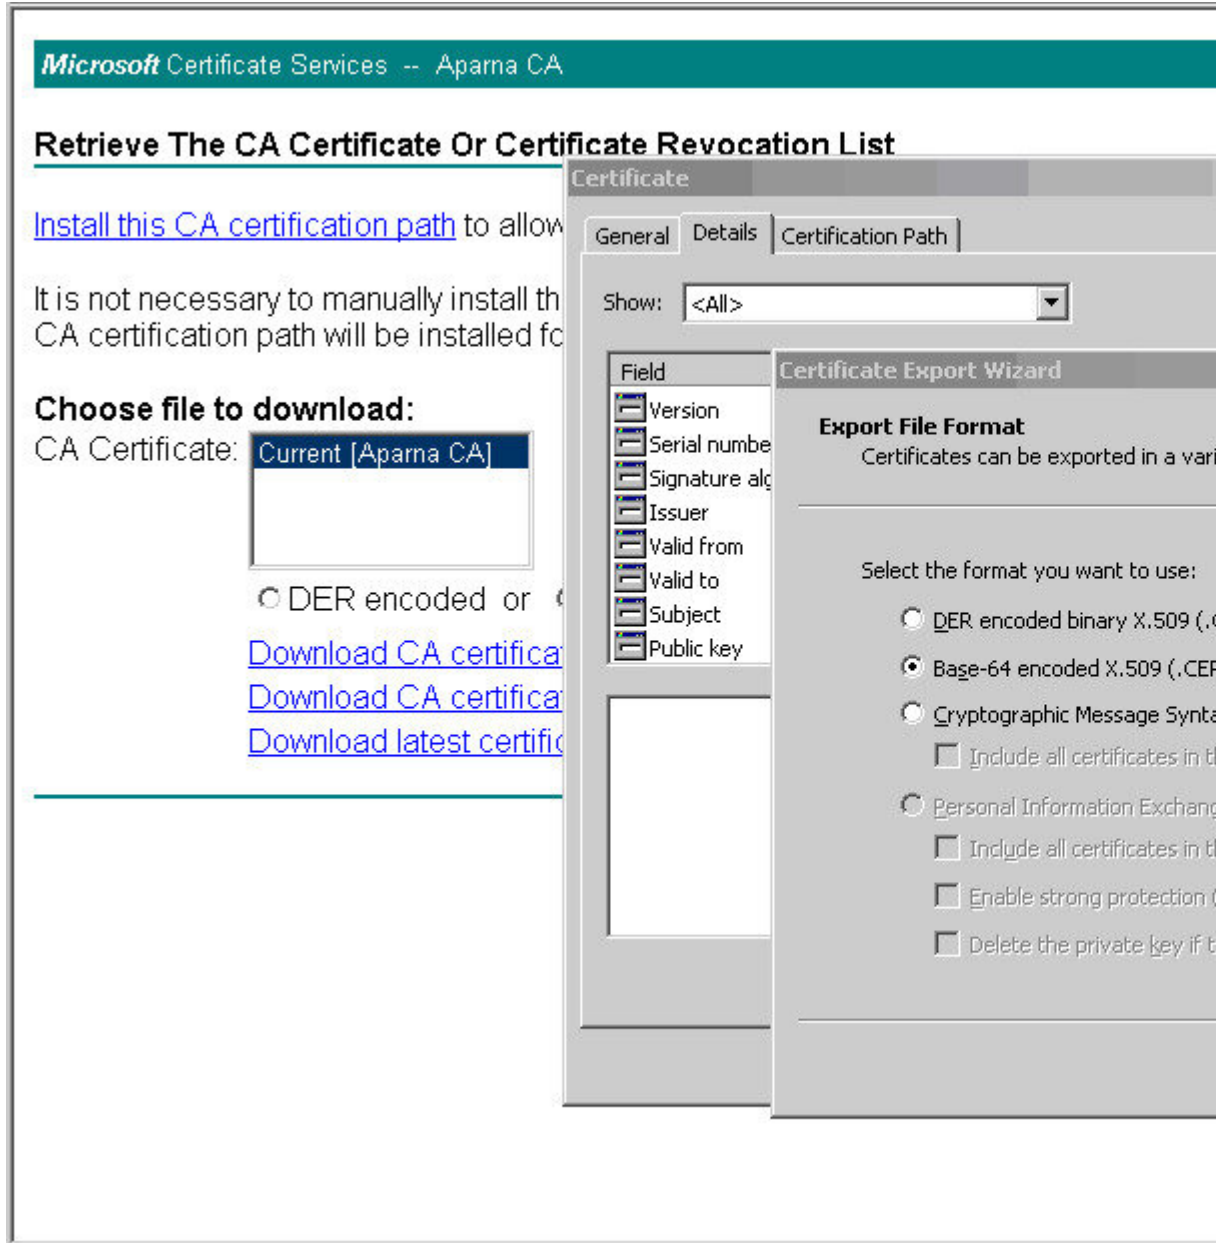 Microsoft Certificate Services -- Aparna CA
Retrieve The CA Certificate Or Certificate Revocation List
Install this CA certification path to allow
It is not necessary to manually install th
CA certification path will be installed fo
Choose file to download:
CA Certificate:
Current [Aparna CA]
DER encoded or
Download CA certifica
Download CA certifica
Download latest certific
Certificate
General
Details
Certification Path
Show:
<All>
Field
Version
Serial numbe
Signature alg
Issuer
Valid from
Valid to
Subject
Public key
Certificate Export Wizard
Export File Format
Certificates can be exported in a vari
Select the format you want to use:
DER encoded binary X.509 (.C
Base-64 encoded X.509 (.CER
Cryptographic Message Synta
Include all certificates in th
Personal Information Exchang
Include all certificates in th
Enable strong protection (
Delete the private key if t